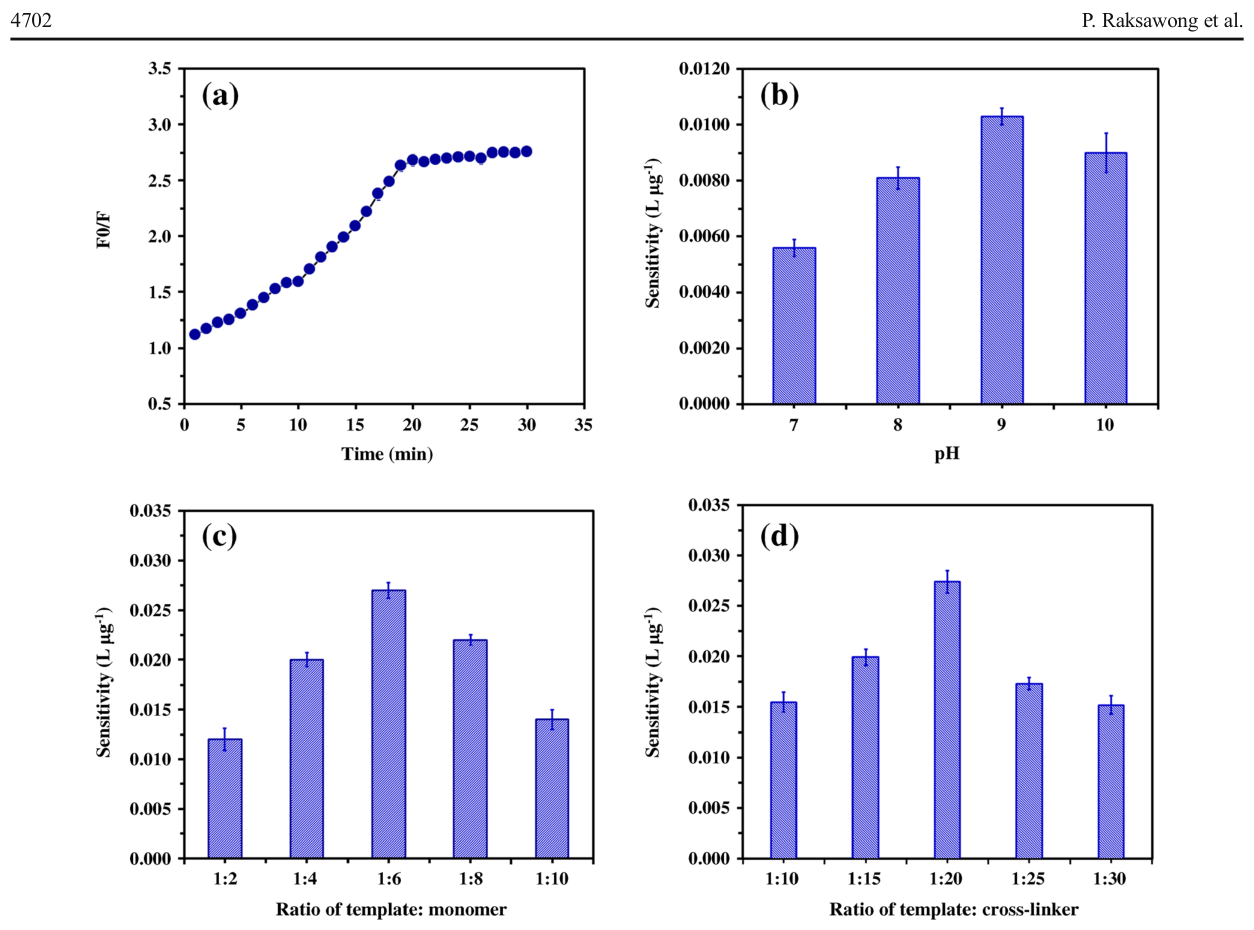 4702 P. Raksawong et al.
(a)
3.5
3.0
2.5
2.0
1.5
1.0
0.5
F0/F
0 5 10 15 20 25 30 35
Time (min)
(b)
0.0120
0.0100
0.0080
0.0060
0.0040
0.0020
0.0000
Sensitivity (L µg⁻¹)
7 8 9 10
pH
(c)
0.035
0.030
0.025
0.020
0.015
0.010
0.005
0.000
Sensitivity (L µg⁻¹)
1:2 1:4 1:6 1:8 1:10
Ratio of template: monomer
(d)
0.035
0.030
0.025
0.020
0.015
0.010
0.005
0.000
Sensitivity (L µg⁻¹)
1:10 1:15 1:20 1:25 1:30
Ratio of template: cross-linker